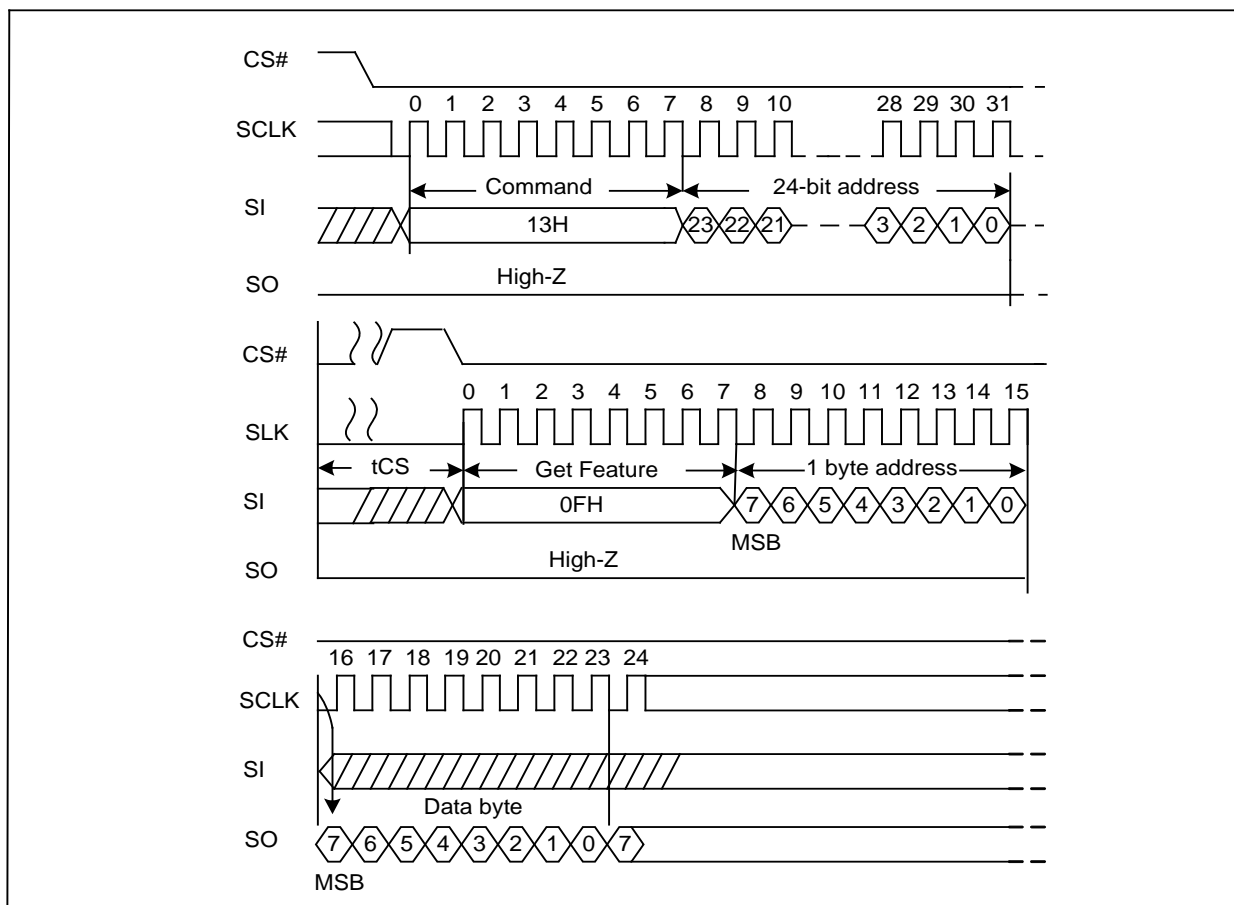 CS#
0 1 2 3 4 5 6 7 8 9 10 28 29 30 31
SCLK
Command 24-bit address
SI
13H 23 22 21 3 2 1 0
High-Z
SO
CS#
0 1 2 3 4 5 6 7 8 9 10 11 12 13 14 15
SLK
tCS Get Feature 1 byte address
SI
0FH 7 6 5 4 3 2 1 0
MSB
High-Z
SO
CS#
16 17 18 19 20 21 22 23 24
SCLK
SI
Data byte
SO 7 6 5 4 3 2 1 0 7
MSB